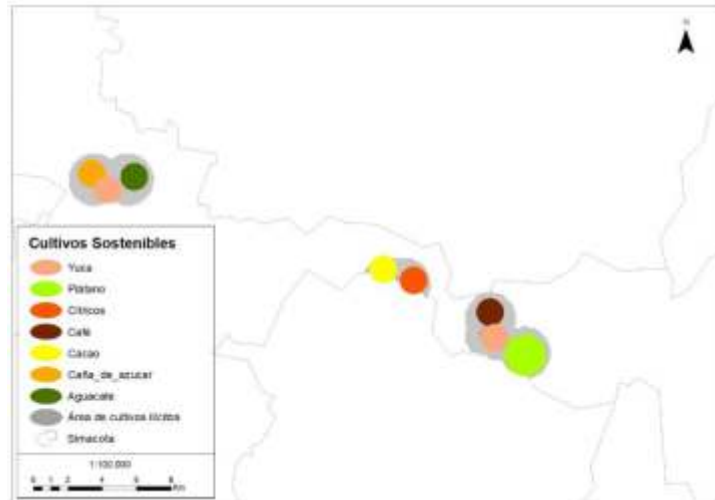 N
Cultivos Sostenibles
Yuca
Plátano
Cítricos
Café
Cacao
Caña_de_azucar
Aguacate
Área de cultivos ilícitos
Simacota
1:100.000
0 1 2 4 6 8
Km